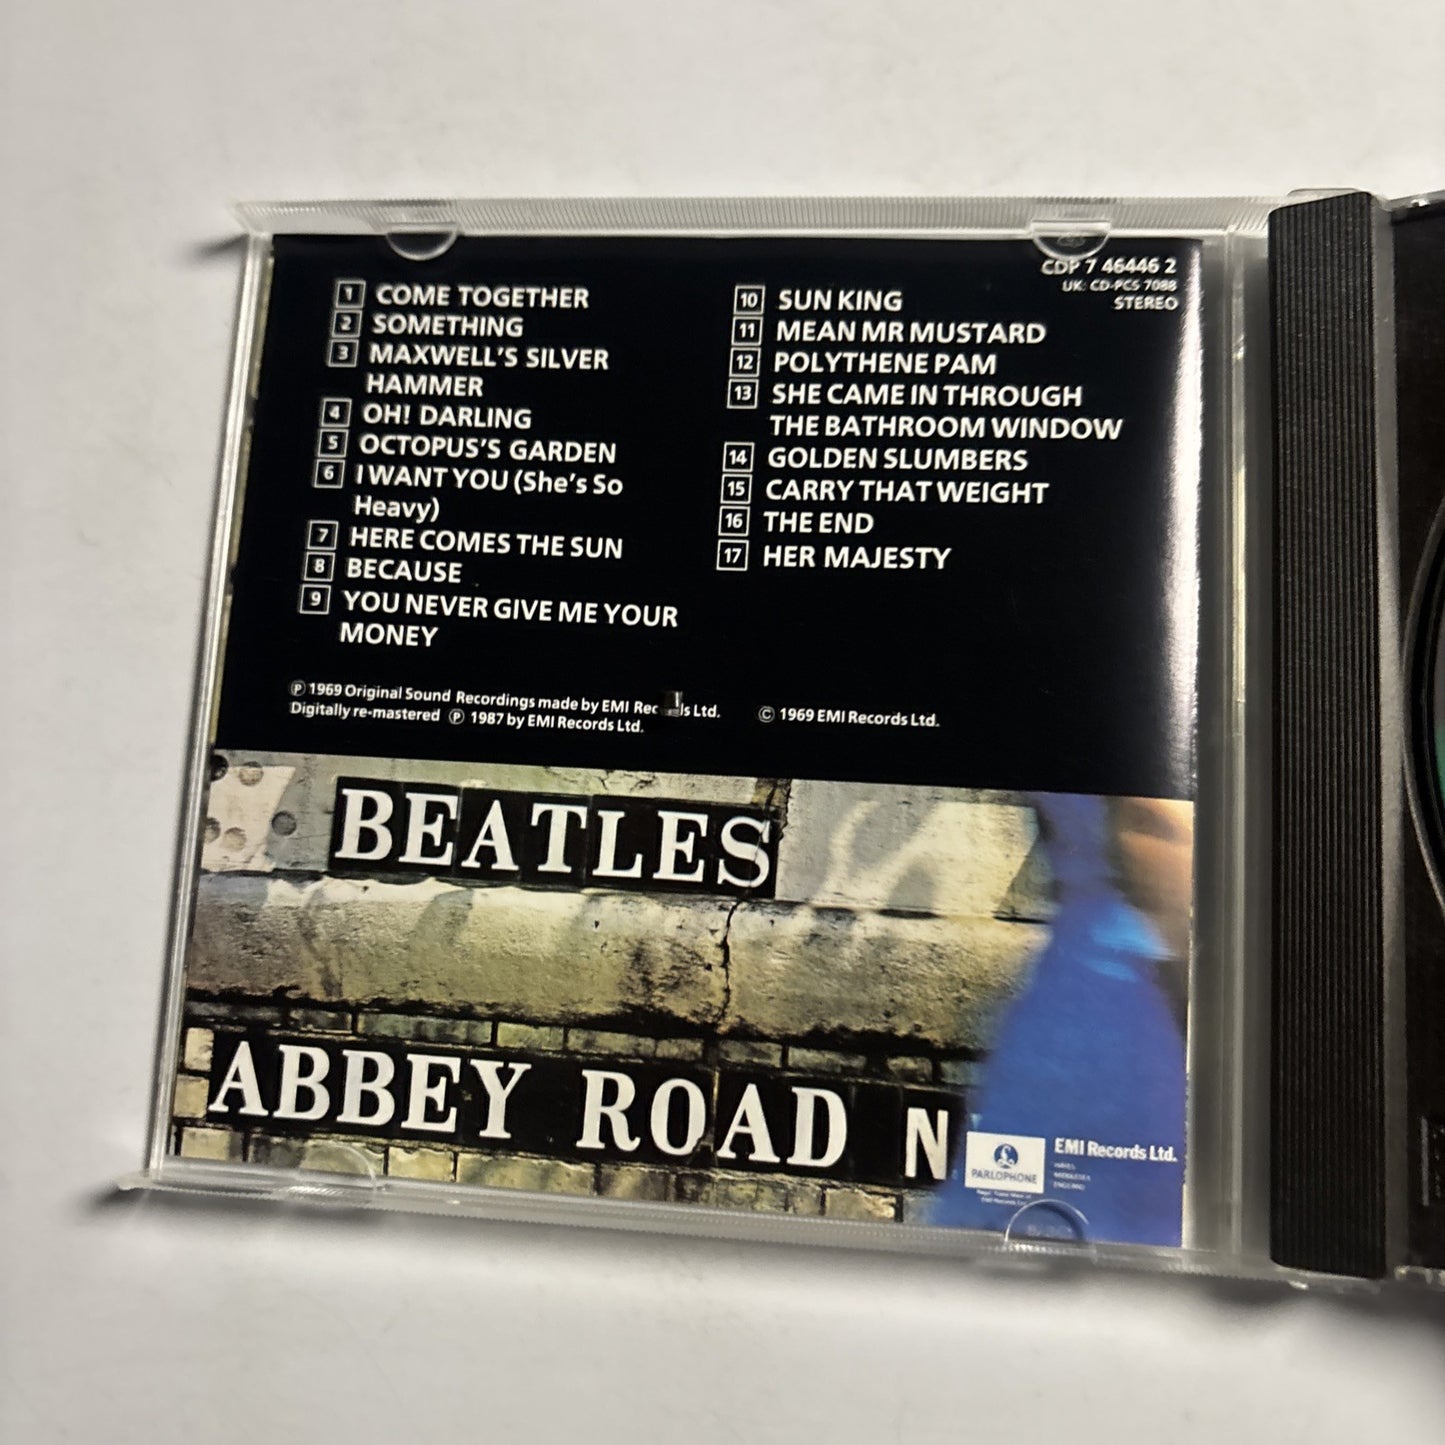 CDP 7 46446 2
UK: CD-PCS 7088
STEREO
1 COME TOGETHER
2 SOMETHING
3 MAXWELL'S SILVER
HAMMER
4 OH! DARLING
5 OCTOPUS'S GARDEN
6 I WANT YOU (She's So
Heavy)
7 HERE COMES THE SUN
8 BECAUSE
9 YOU NEVER GIVE ME YOUR
MONEY
10 SUN KING
11 MEAN MR MUSTARD
12 POLYTHENE PAM
13 SHE CAME IN THROUGH
THE BATHROOM WINDOW
14 GOLDEN SLUMBERS
15 CARRY THAT WEIGHT
16 THE END
17 HER MAJESTY
℗ 1969 Original Sound Recordings made by EMI Ltd.
Digitally re-mastered ℗ 1987 by EMI Records Ltd.
© 1969 EMI Records Ltd.
BEATLES
ABBEY ROAD N
PARLOPHONE
EMI Records Ltd.